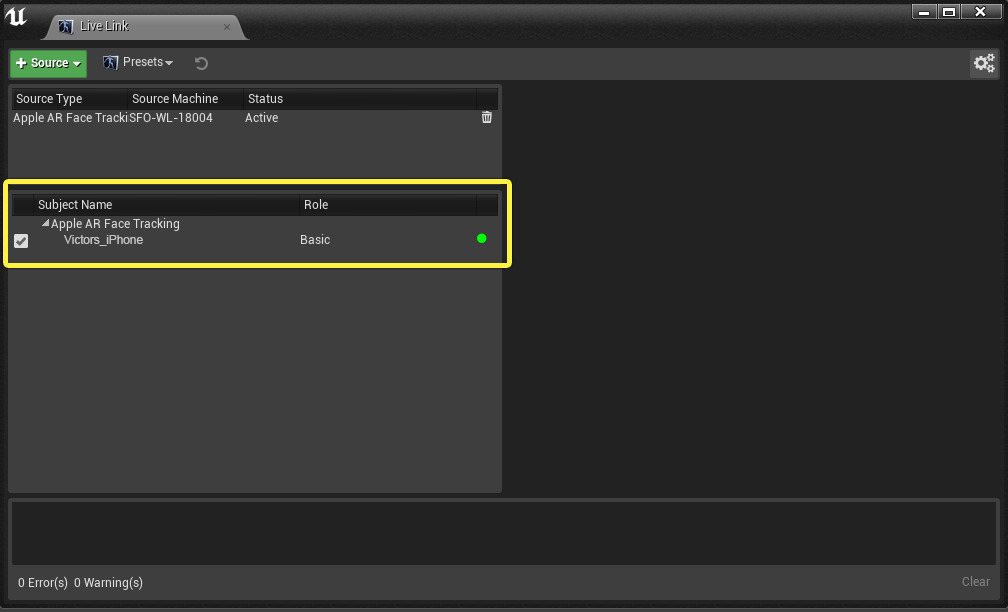 Live Link
Source Presets
Source Type Source Machine Status
Apple AR Face Tracki SFO-WL-18004 Active
Subject Name Role
Apple AR Face Tracking
Victors_iPhone Basic
0 Error(s) 0 Warning(s) Clear